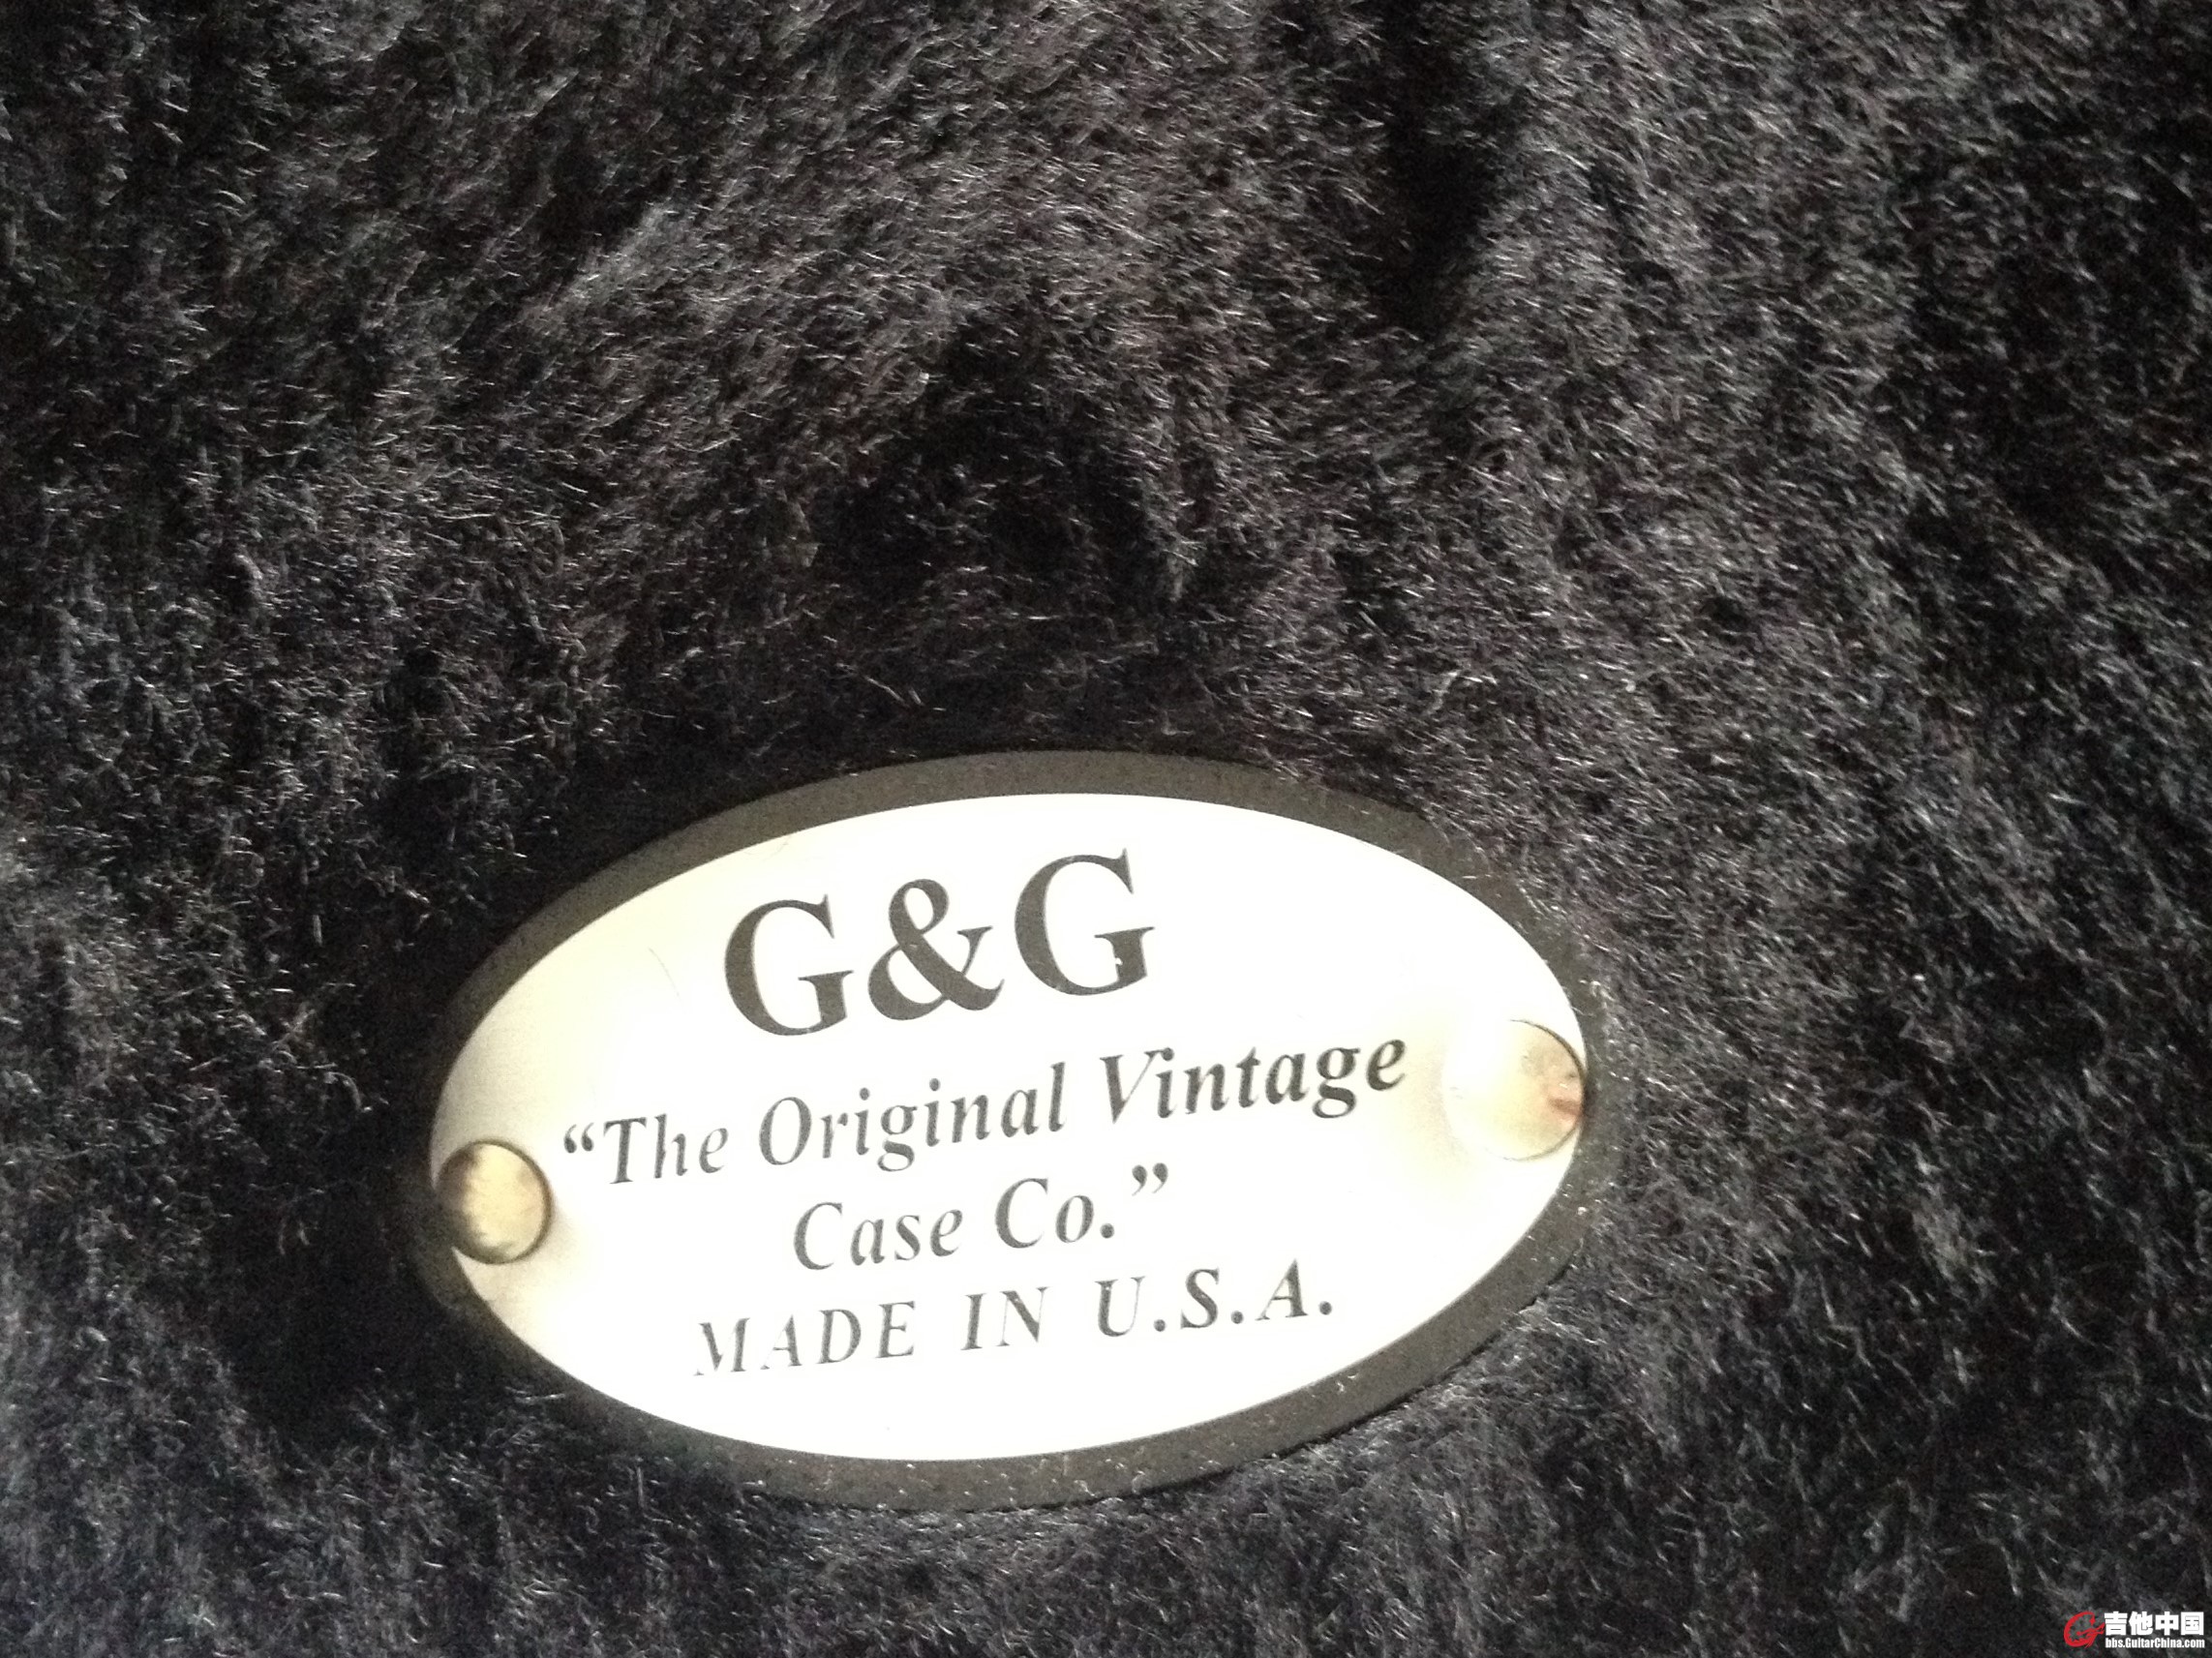 G&G
“The Original Vintage
Case Co.”
MADE IN U.S.A.
吉他中国
bbs.GuitarChina.com